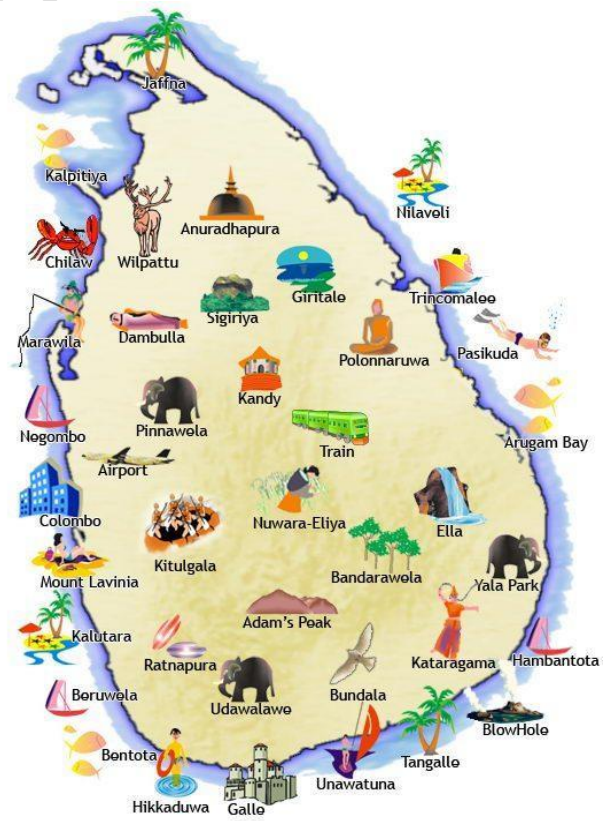 Jaffna
Kalpitiya
Nilaveli
Anuradhapura
Chilaw
Wilpattu
Giritale
Trincomalee
Sigiriya
Marawila
Dambulla
Polonnaruwa
Pasikuda
Kandy
Negombo
Pinnawela
Train
Arugam Bay
Airport
Colombo
Nuwara-Eliya
Ella
Kitulgala
Mount Lavinia
Bandarawela
Yala Park
Adam's Peak
Kalutara
Ratnapura
Kataragama
Hambantota
Beruwela
Udawalawe
Bundala
BlowHole
Bentota
Tangalle
Unawatuna
Hikkaduwa
Galle